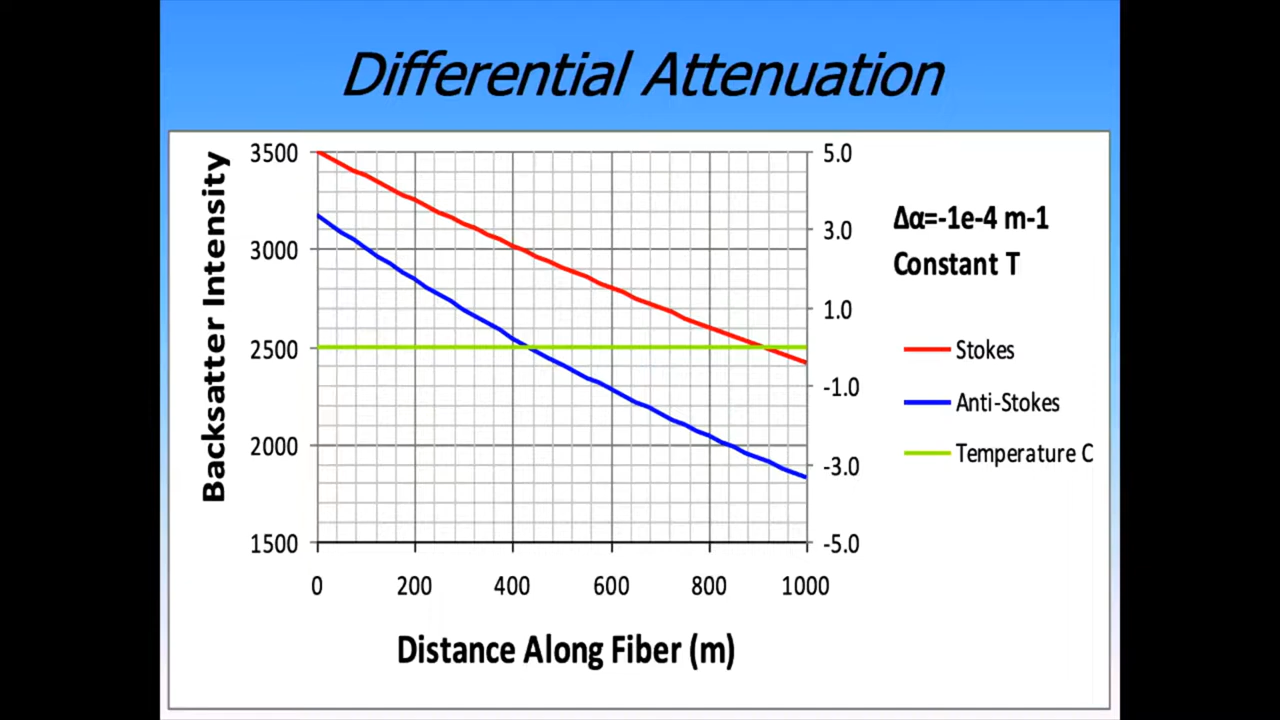 Differential Attenuation
Backsatter Intensity
3500
3000
2500
2000
1500
5.0
3.0
1.0
-1.0
-3.0
-5.0
0 200 400 600 800 1000
Distance Along Fiber (m)
Δα=-1e-4 m-1
Constant T
Stokes
Anti-Stokes
Temperature C